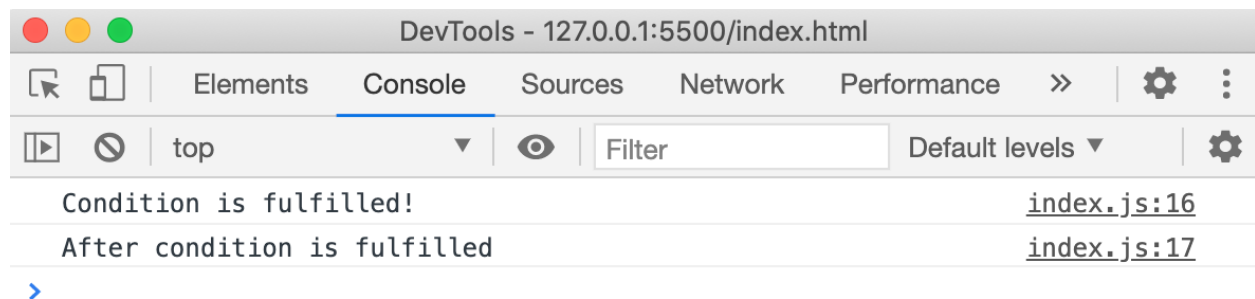 DevTools - 127.0.0.1:5500/index.html
Elements Console Sources Network Performance »
top ▼ Filter Default levels ▼
Condition is fulfilled! index.js:16
After condition is fulfilled index.js:17
>